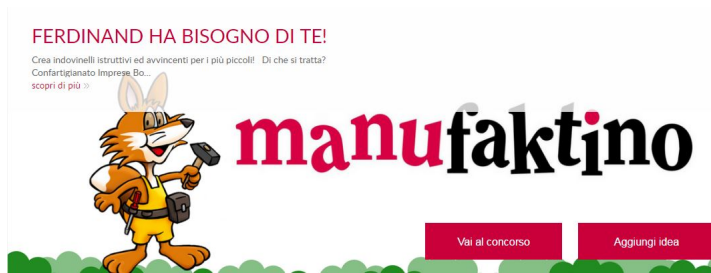 FERDINAND HA BISOGNO DI TE!
Crea indovinelli istruttivi ed avvincenti per i più piccoli! Di che si tratta?
Confartigianato Imprese Bo...
scopri di più »
manufaktino
Vai al concorso
Aggiungi idea